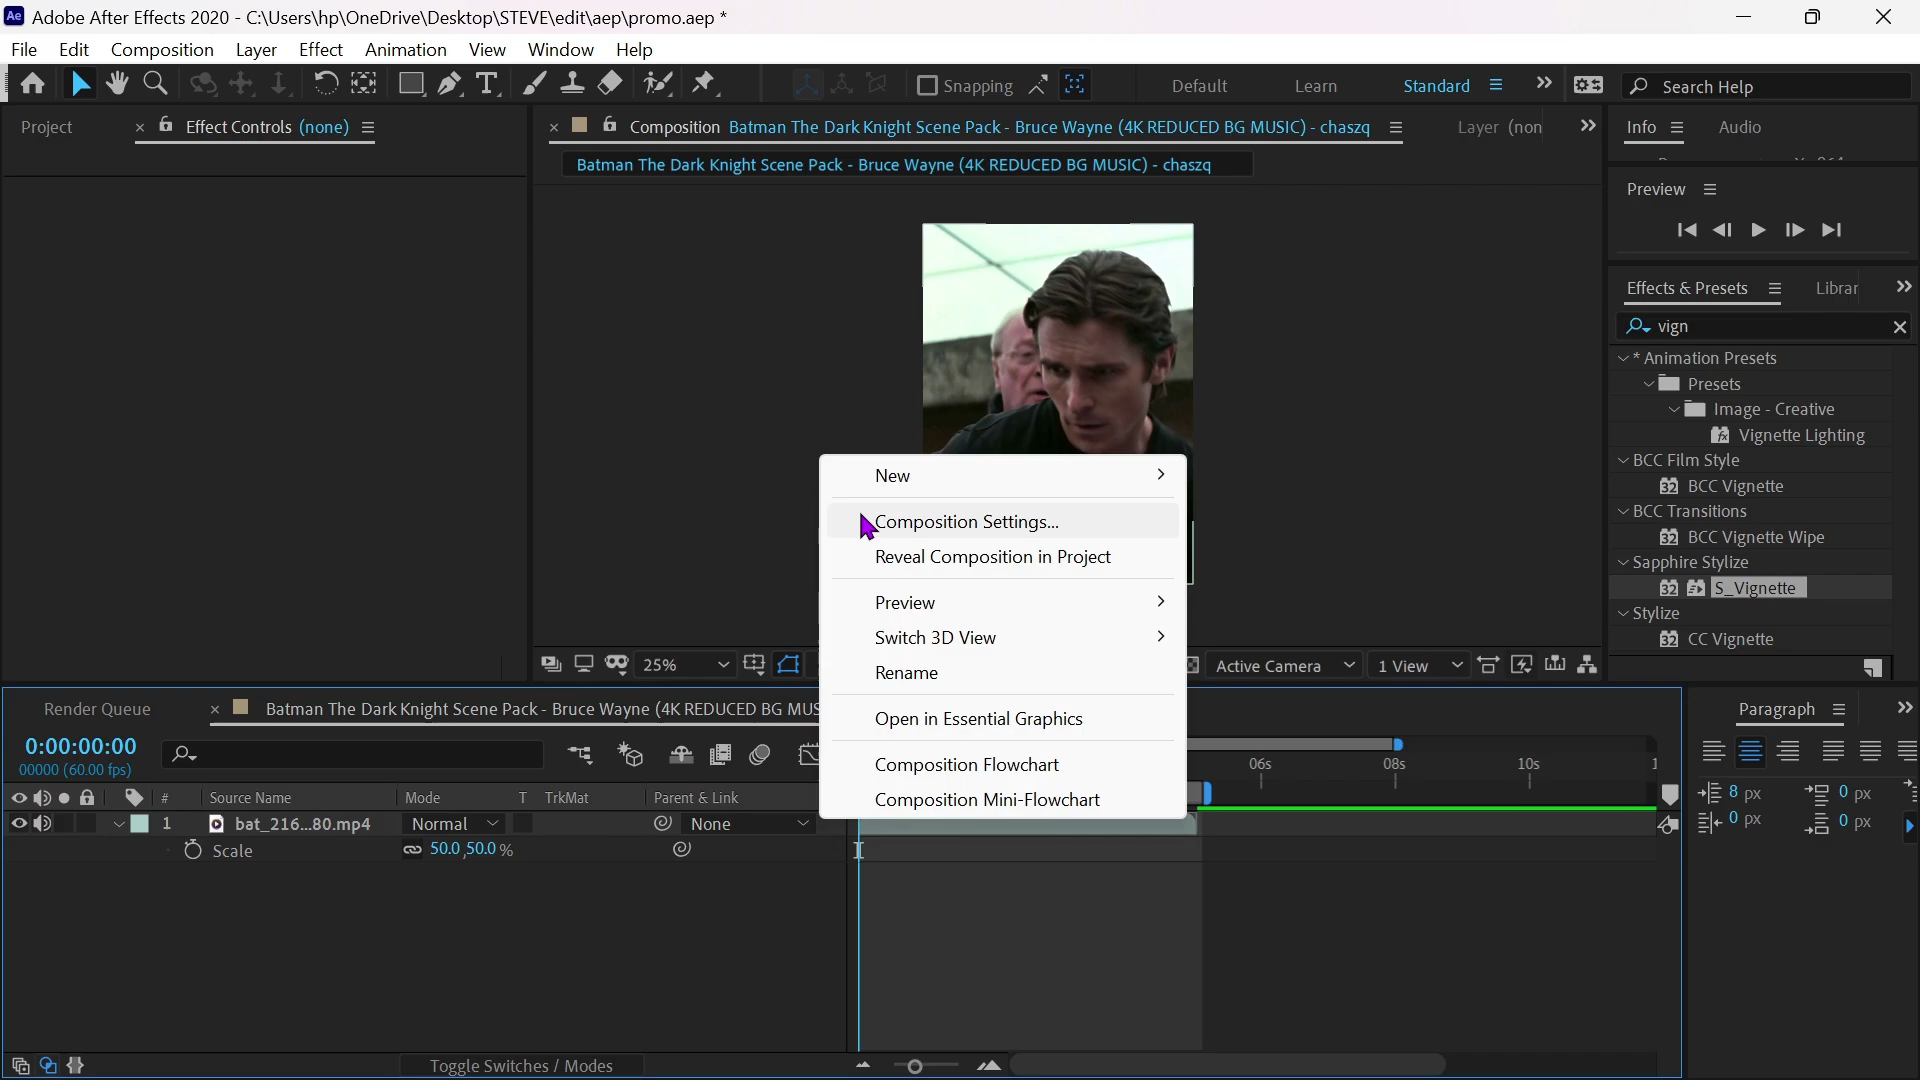 Ae Adobe After Effects 2020 - C:\Users\hp\OneDrive\Desktop\STEVE\edit\aep\promo.aep *
File Edit Composition Layer Effect Animation View Window Help
Snapping Default Learn Standard Search Help
Project Effect Controls (none)
Composition Batman The Dark Knight Scene Pack - Bruce Wayne (4K REDUCED BG MUSIC) - chaszq
Layer (non
Batman The Dark Knight Scene Pack - Bruce Wayne (4K REDUCED BG MUSIC) - chaszq
Info Audio
Preview
Effects & Presets Librar
vign
* Animation Presets
Presets
Image - Creative
Vignette Lighting
BCC Film Style
32 BCC Vignette
BCC Transitions
32 BCC Vignette Wipe
Sapphire Stylize
32 S_Vignette
Stylize
32 CC Vignette
New
Composition Settings...
Reveal Composition in Project
Preview
Switch 3D View
Rename
Open in Essential Graphics
Composition Flowchart
Composition Mini-Flowchart
25% Active Camera 1 View
Render Queue Batman The Dark Knight Scene Pack - Bruce Wayne (4K REDUCED BG MUS
0:00:00:00
00000 (60.00 fps)
06s 08s 10s
# Source Name Mode T TrkMat Parent & Link
1 bat_216...80.mp4 Normal None
Scale 50.0,50.0 %
Toggle Switches / Modes
Paragraph
8 px 0 px
0 px 0 px